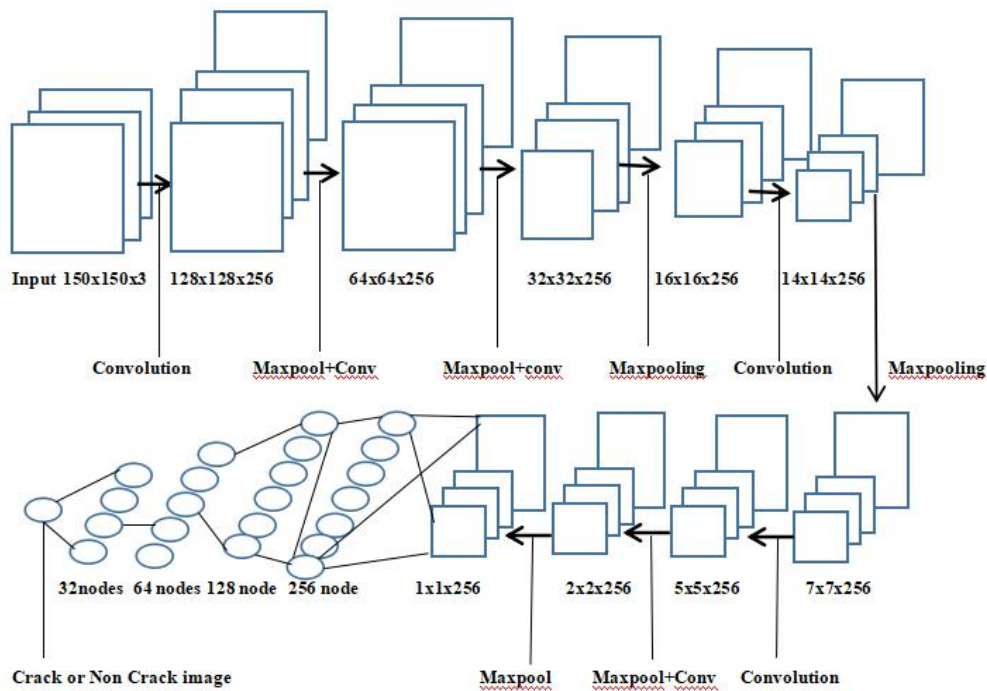 Input 150x150x3 128x128x256 64x64x256 32x32x256 16x16x256 14x14x256
Convolution Maxpool+Conv Maxpool+conv Maxpooling Convolution Maxpooling
32nodes 64 nodes 128 node 256 node 1x1x256 2x2x256 5x5x256 7x7x256
Crack or Non Crack image Maxpool Maxpool+Conv Convolution